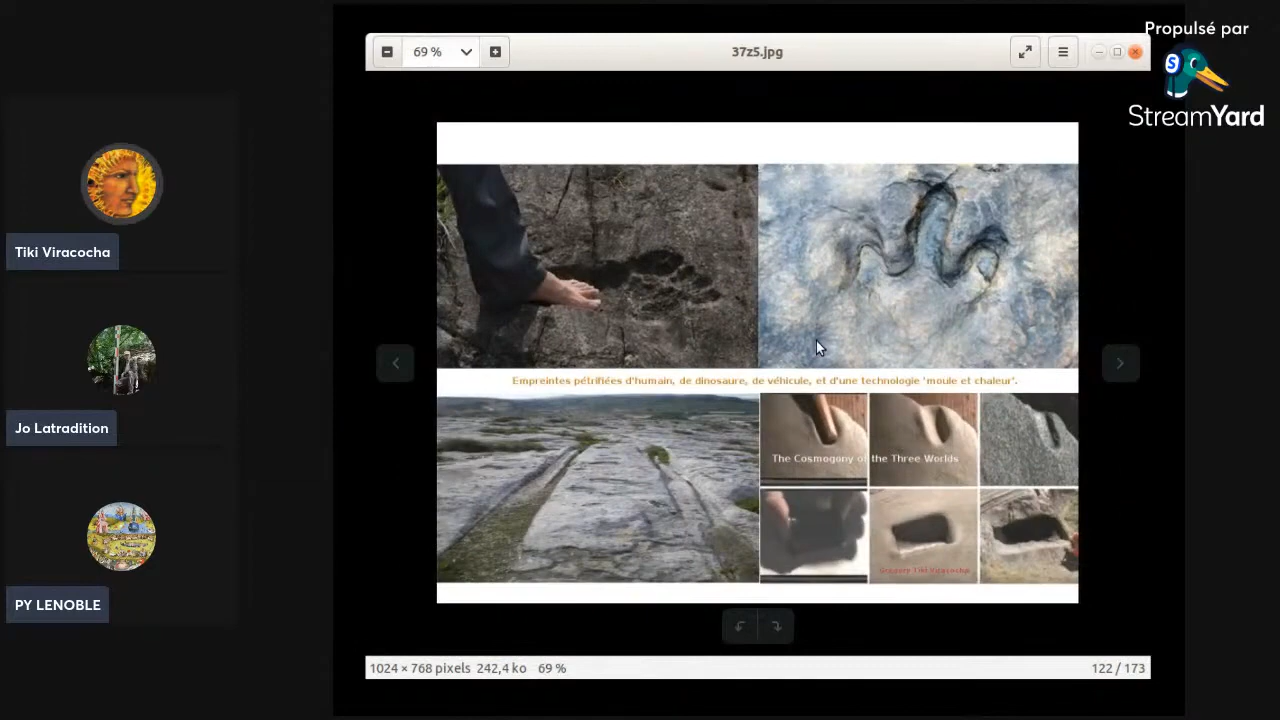 Propulsé par
StreamYard
69 %
37z5.jpg
Tiki Viracocha
Jo Latradition
PY LENOBLE
Empreintes pétrifiées d'humain, de dinosaure, de véhicule, et d'une technologie 'moule et chaleur'.
The Cosmogony of the Three Worlds
Tiki Viracocha
1024 × 768 pixels 242,4 ko 69 %
122 / 173